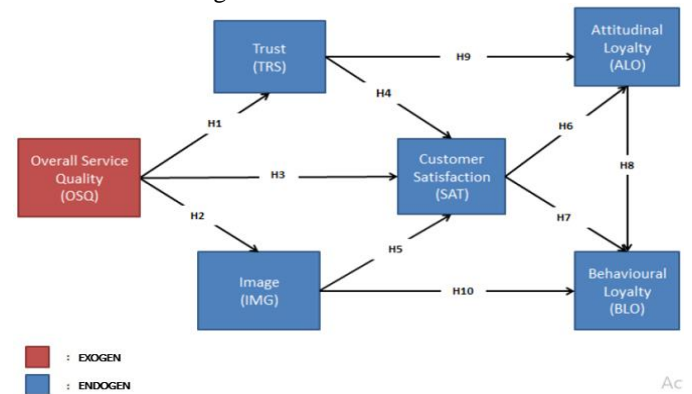 Attitudinal
Loyalty
(ALO)
Trust
(TRS)
H9
H4
H1
H6
Overall Service
Quality
(OSQ)
H3
Customer
Satisfaction
(SAT)
H8
H2
H7
H5
Image
(IMG)
H10
Behavioural
Loyalty
(BLO)
: EXOGEN
: ENDOGEN
Ac